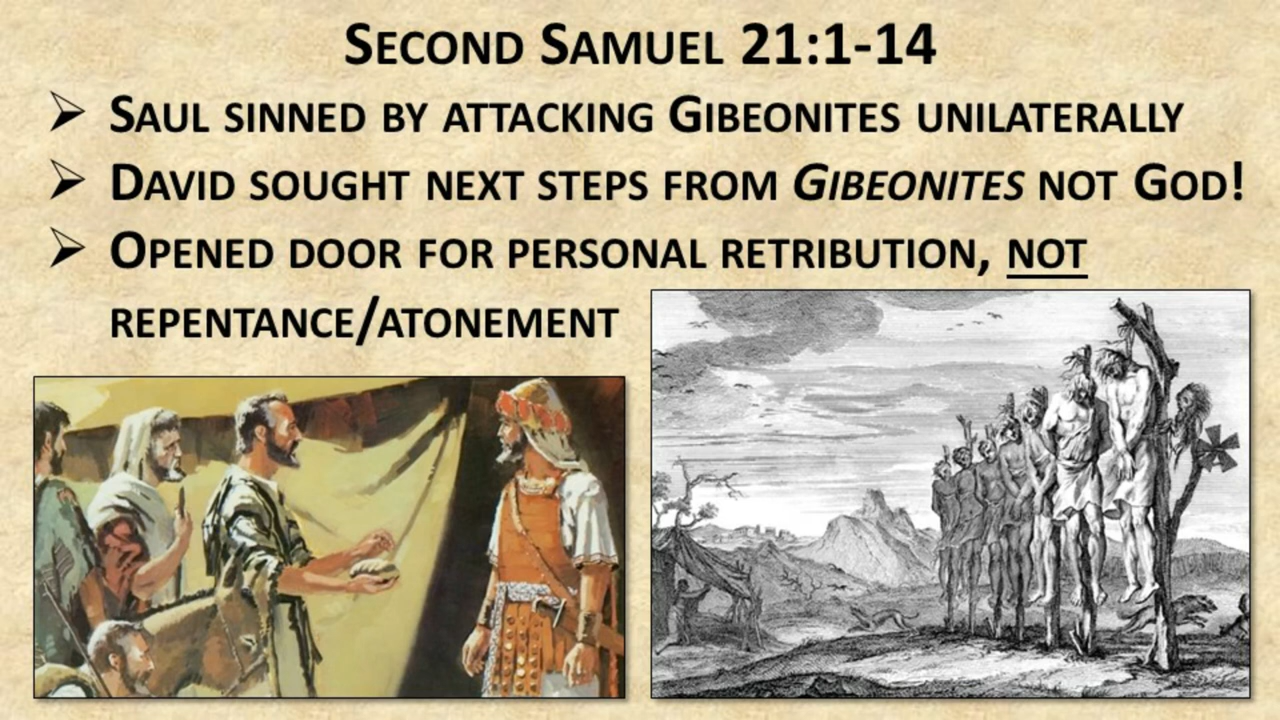 Second Samuel 21:1-14
➢ Saul sinned by attacking Gibeonites unilaterally
➢ David sought next steps from Gibeonites not God!
➢ Opened door for personal retribution, not
repentance/atonement